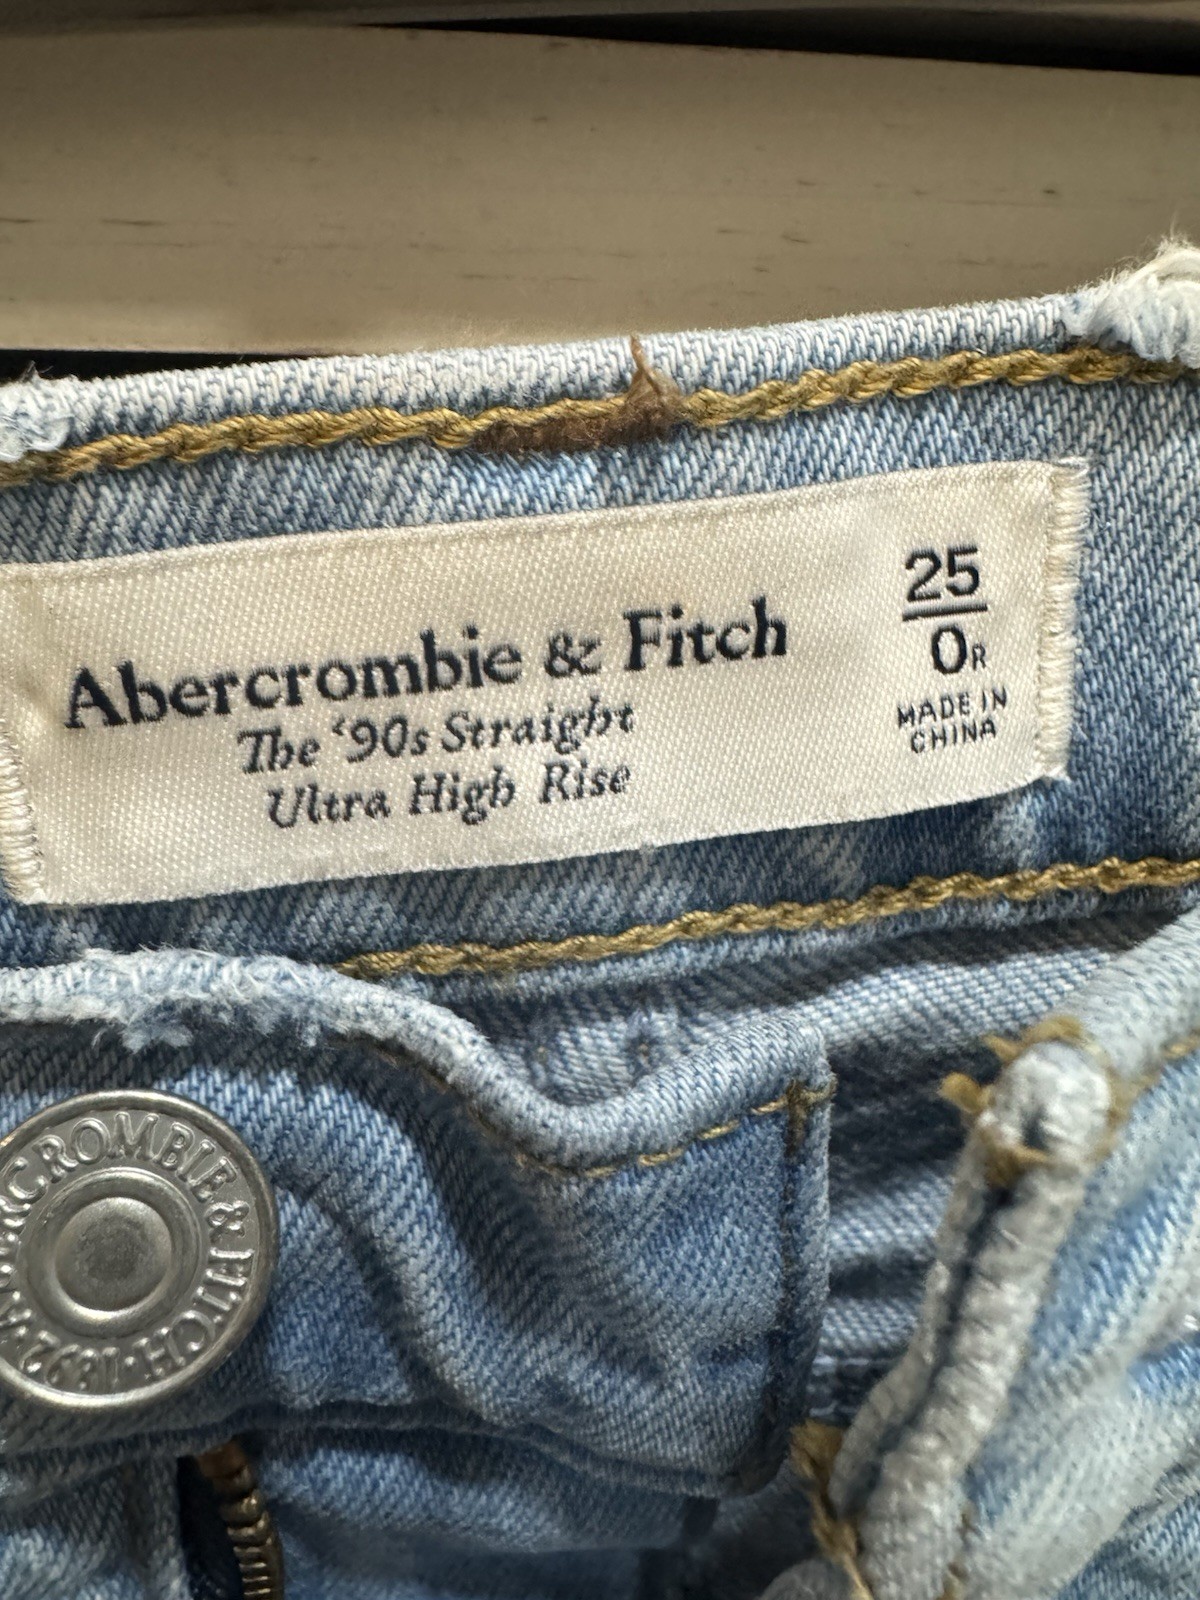 Abercrombie & Fitch
The ‘90s Straight
Ultra High Rise
25
0R
MADE IN
CHINA
ABERCROMBIE & FITCH · 1892 ·